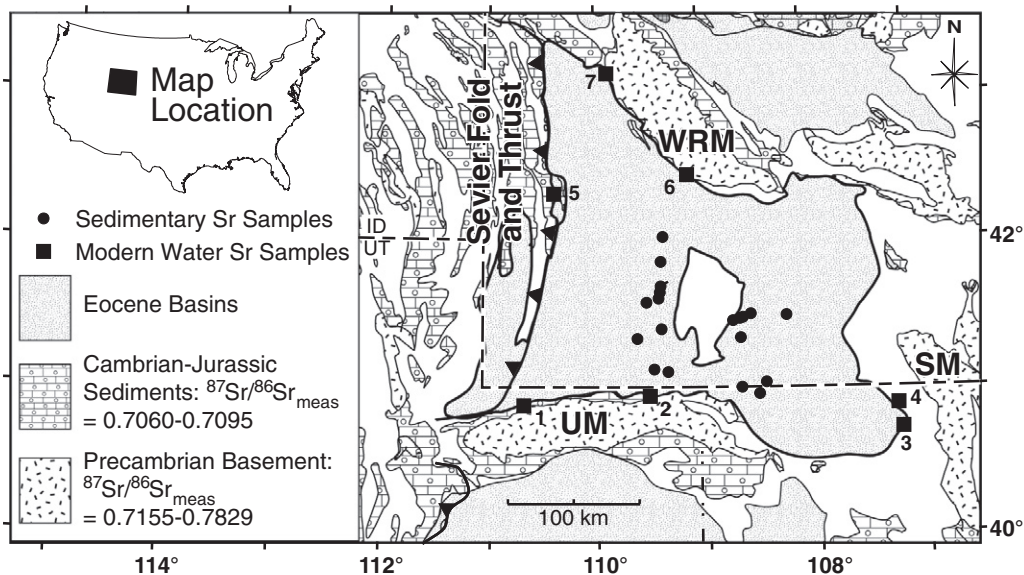 Map
Location
Sedimentary Sr Samples
Modern Water Sr Samples
Eocene Basins
Cambrian-Jurassic
Sediments: ⁸⁷Sr/⁸⁶Sr_meas
= 0.7060-0.7095
Precambrian Basement:
⁸⁷Sr/⁸⁶Sr_meas
= 0.7155-0.7829
ID
UT
Sevier Fold
and Thrust
N
7
WRM
6
5
42°
SM
4
3
1
2
UM
100 km
40°
114°
112°
110°
108°